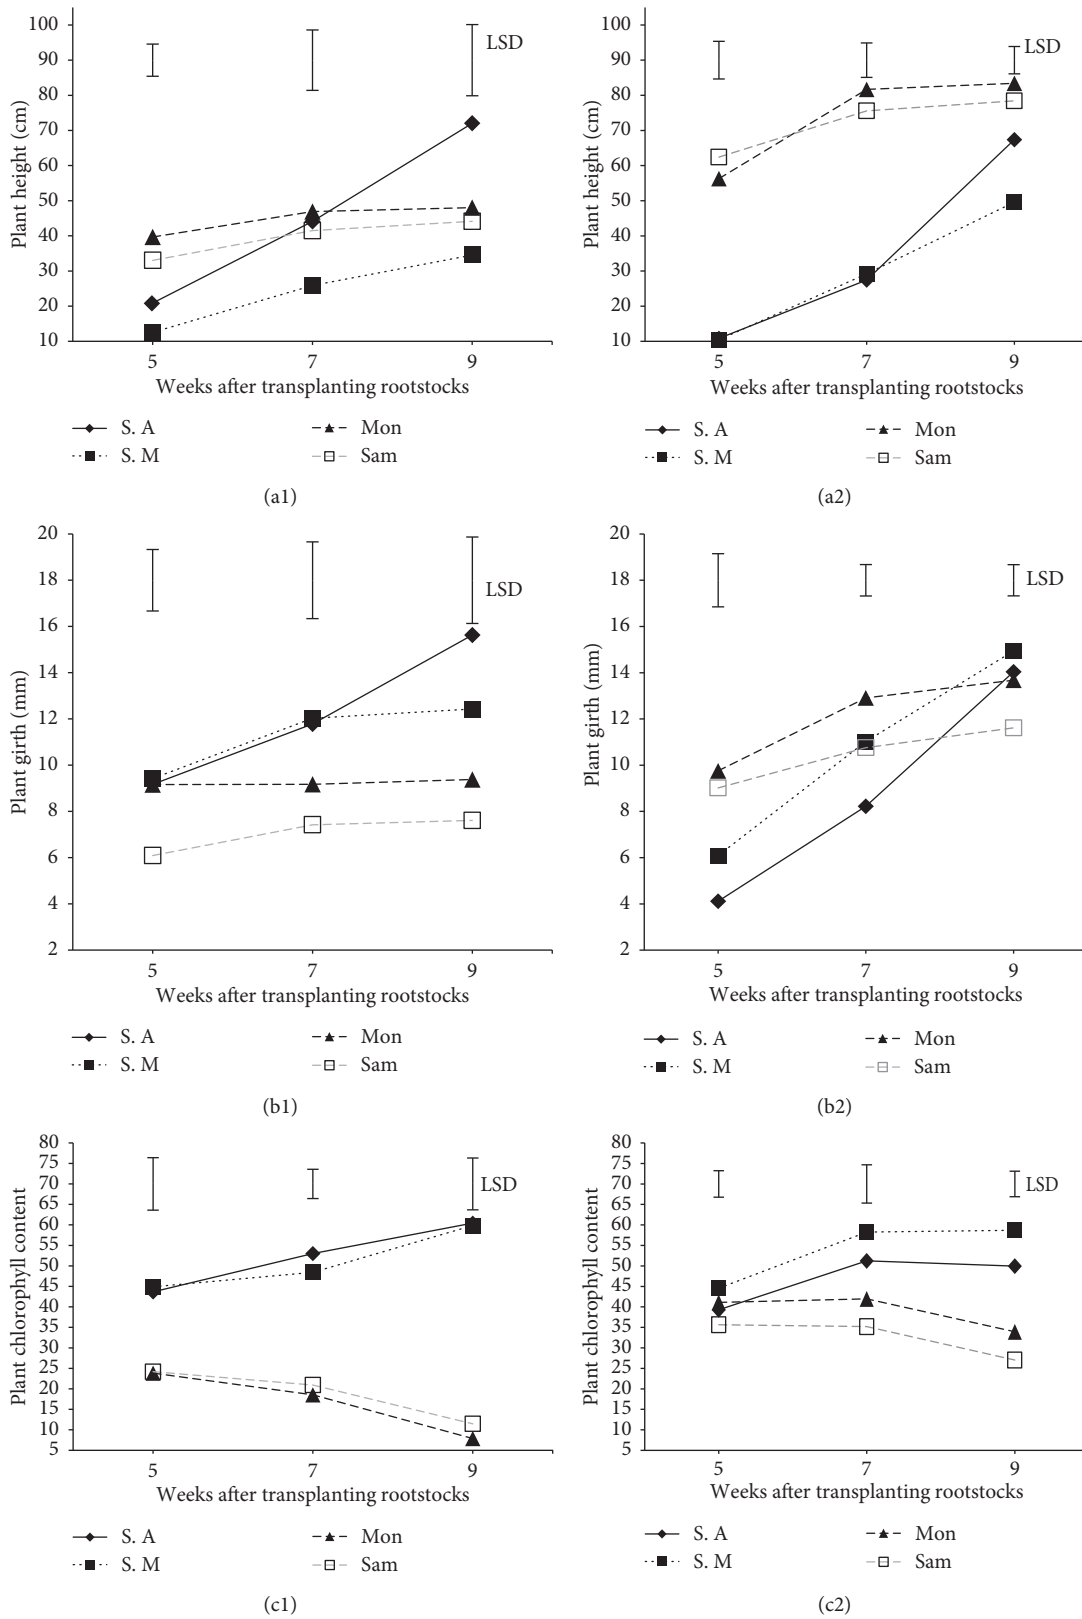 100
90
80
70
60
50
40
30
20
10
Plant height (cm)
LSD
5 7 9
Weeks after transplanting rootstocks
S. A Mon
S. M Sam
(a1)
100
90
80
70
60
50
40
30
20
10
Plant height (cm)
LSD
5 7 9
Weeks after transplanting rootstocks
S. A Mon
S. M Sam
(a2)
20
18
16
14
12
10
8
6
4
2
Plant girth (mm)
LSD
5 7 9
Weeks after transplanting rootstocks
S. A Mon
S. M Sam
(b1)
20
18
16
14
12
10
8
6
4
2
Plant girth (mm)
LSD
5 7 9
Weeks after transplanting rootstocks
S. A Mon
S. M Sam
(b2)
80
75
70
65
60
55
50
45
40
35
30
25
20
15
10
5
Plant chlorophyll content
LSD
5 7 9
Weeks after transplanting rootstocks
S. A Mon
S. M Sam
(c1)
80
75
70
65
60
55
50
45
40
35
30
25
20
15
10
5
Plant chlorophyll content
LSD
5 7 9
Weeks after transplanting rootstocks
S. A Mon
S. M Sam
(c2)